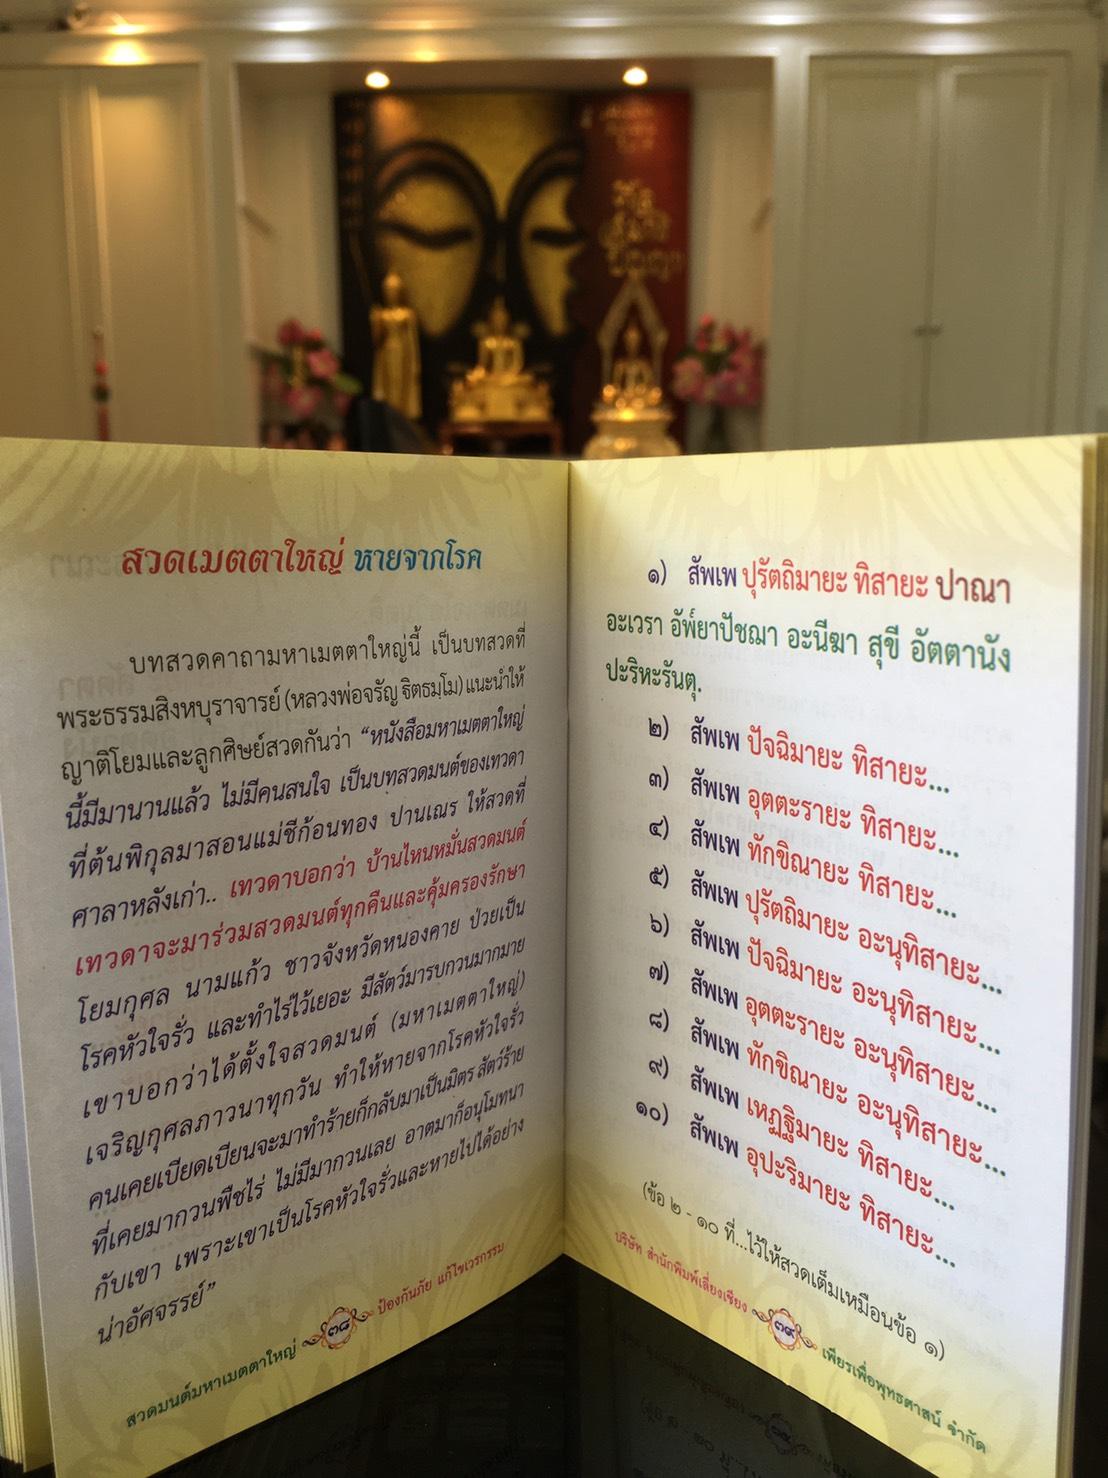 สวดเมตตาใหญ่ หายจากโรค
บทสวดคาถามหาเมตตาใหญ่นี้ เป็นบทสวดที่
พระธรรมสิงหบุราจารย์ (หลวงพ่อจรัญ ฐิตธมฺโม) แนะนำให้
ญาติโยมและลูกศิษย์สวดกันว่า “หนังสือมหาเมตตาใหญ่
นี้มีมานานแล้ว ไม่มีคนสนใจ เป็นบทสวดมนต์ของเทวดา
ที่ต้นพิกุลมาสอนแม่ชีก้อนทอง ปานเณร ให้สวดที่
ศาลาหลังเก่า.. เทวดาบอกว่า บ้านไหนหมั่นสวดมนต์
เทวดาจะมาร่วมสวดมนต์ทุกคืนและคุ้มครองรักษา
โยมกุศล นามแก้ว ชาวจังหวัดหนองคาย ป่วยเป็น
โรคหัวใจรั่ว และทำไร่ไว้เยอะ มีสัตว์มารบกวนมากมาย
เขาบอกว่าได้ตั้งใจสวดมนต์ (มหาเมตตาใหญ่)
เจริญกุศลภาวนาทุกวัน ทำให้หายจากโรคหัวใจรั่ว
คนเคยเบียดเบียนจะมาทำร้ายก็กลับมาเป็นมิตร สัตว์ร้าย
ที่เคยมากวนพืชไร่ ไม่มีมากวนเลย อาตมาก็อนุโมทนา
กับเขา เพราะเขาเป็นโรคหัวใจรั่วและหายไปได้อย่าง
น่าอัศจรรย์”
สวดมนต์มหาเมตตาใหญ่ ๓๘ ป้องกันภัย แก้ไขเวรกรรม
๑) สัพเพ ปุรัตถิมายะ ทิสายะ ปาณา
อะเวรา อัพ๎ยาปัชฌา อะนีฆา สุขี อัตตานัง
ปะริหะรันตุ.
๒) สัพเพ ปัจฉิมายะ ทิสายะ...
๓) สัพเพ อุตตะรายะ ทิสายะ...
๔) สัพเพ ทักขิณายะ ทิสายะ...
๕) สัพเพ ปุรัตถิมายะ อะนุทิสายะ...
๖) สัพเพ ปัจฉิมายะ อะนุทิสายะ...
๗) สัพเพ อุตตะรายะ อะนุทิสายะ...
๘) สัพเพ ทักขิณายะ อะนุทิสายะ...
๙) สัพเพ เหฏฐิมายะ ทิสายะ...
๑๐) สัพเพ อุปะริมายะ ทิสายะ...
(ข้อ ๒ - ๑๐ ที่...ไว้ให้สวดเต็มเหมือนข้อ ๑)
บริษัท สำนักพิมพ์เลี่ยงเชียง ๓๙ เพียรเพื่อพุทธศาสน์ จำกัด